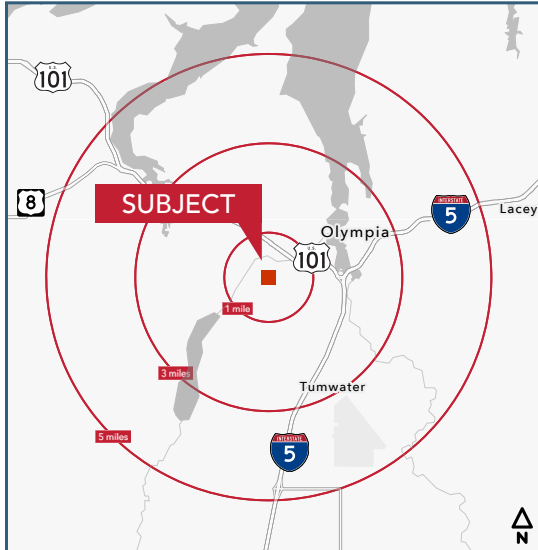 U.S.
101
8
SUBJECT
INTERSTATE
5
Lacey
Olympia
U.S.
101
1 mile
3 miles
Tumwater
5 miles
INTERSTATE
5
N